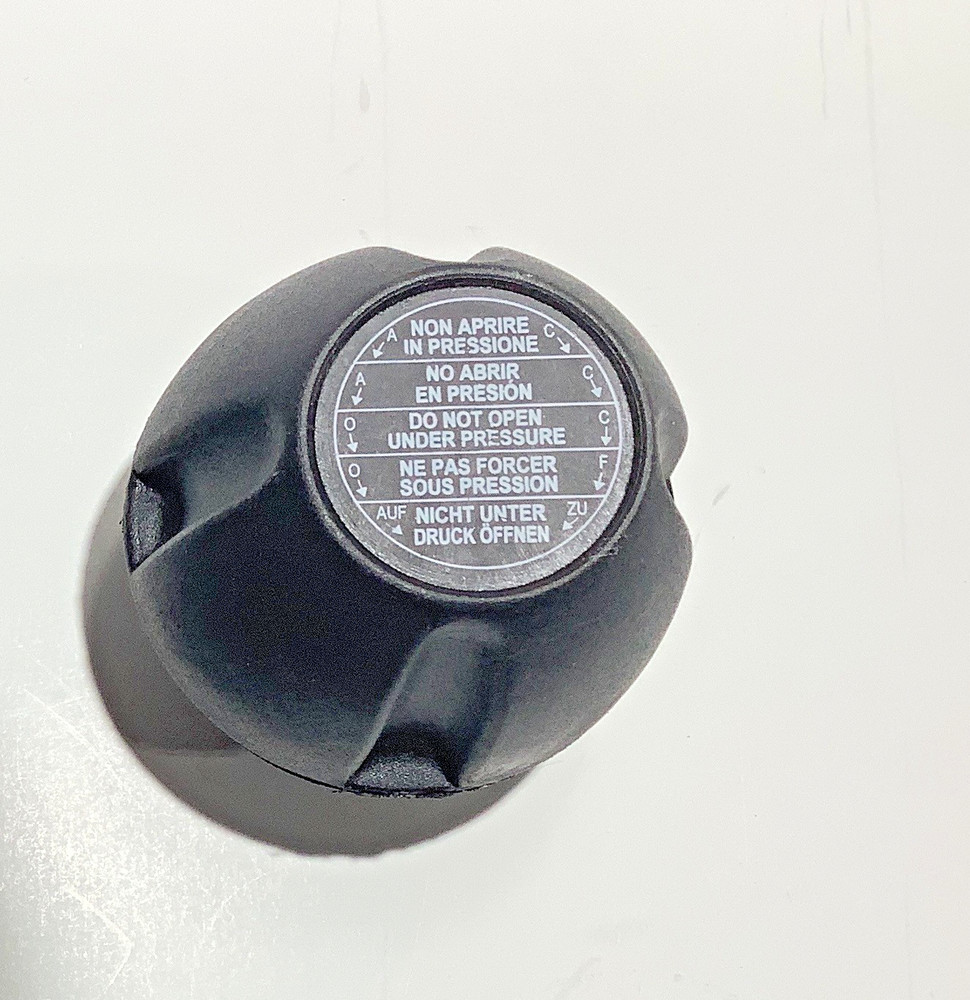 A NON APRIRE C
IN PRESSIONE
A NO ABRIR C
EN PRESIÓN
O DO NOT OPEN C
UNDER PRESSURE
O NE PAS FORCER F
SOUS PRESSION
AUF NICHT UNTER ZU
DRUCK ÖFFNEN